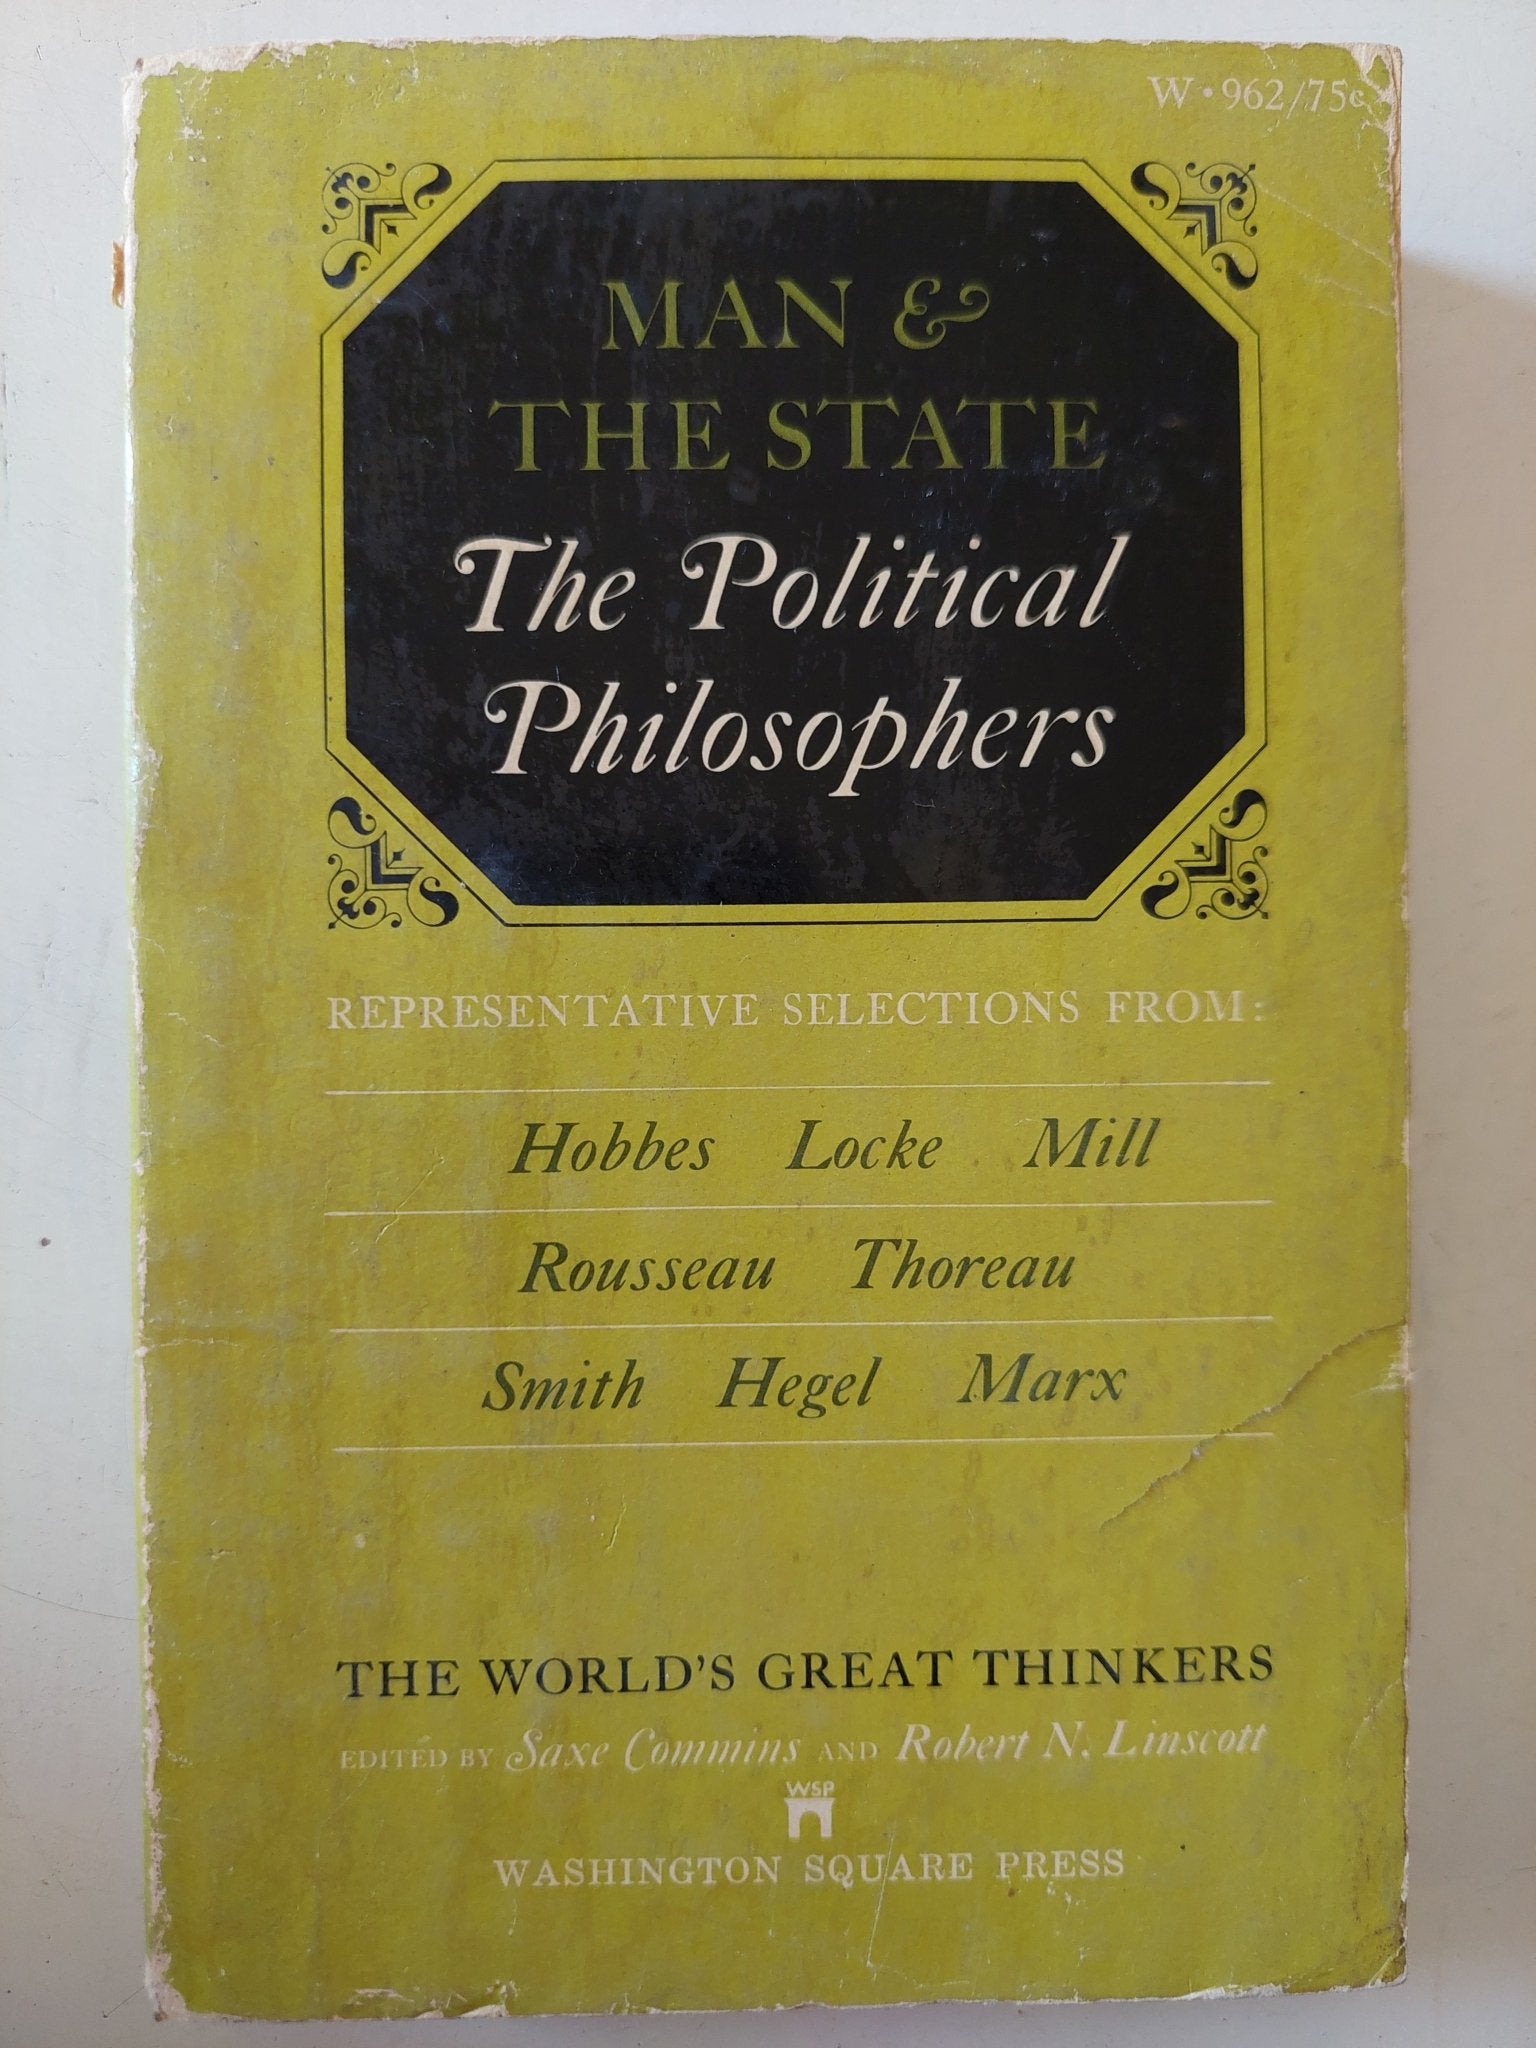 W·962/75c
MAN &
THE STATE
The Political
Philosophers
REPRESENTATIVE SELECTIONS FROM:
Hobbes Locke Mill
Rousseau Thoreau
Smith Hegel Marx
THE WORLD'S GREAT THINKERS
EDITED BY Saxe Commins AND Robert N. Linscott
WSP
WASHINGTON SQUARE PRESS